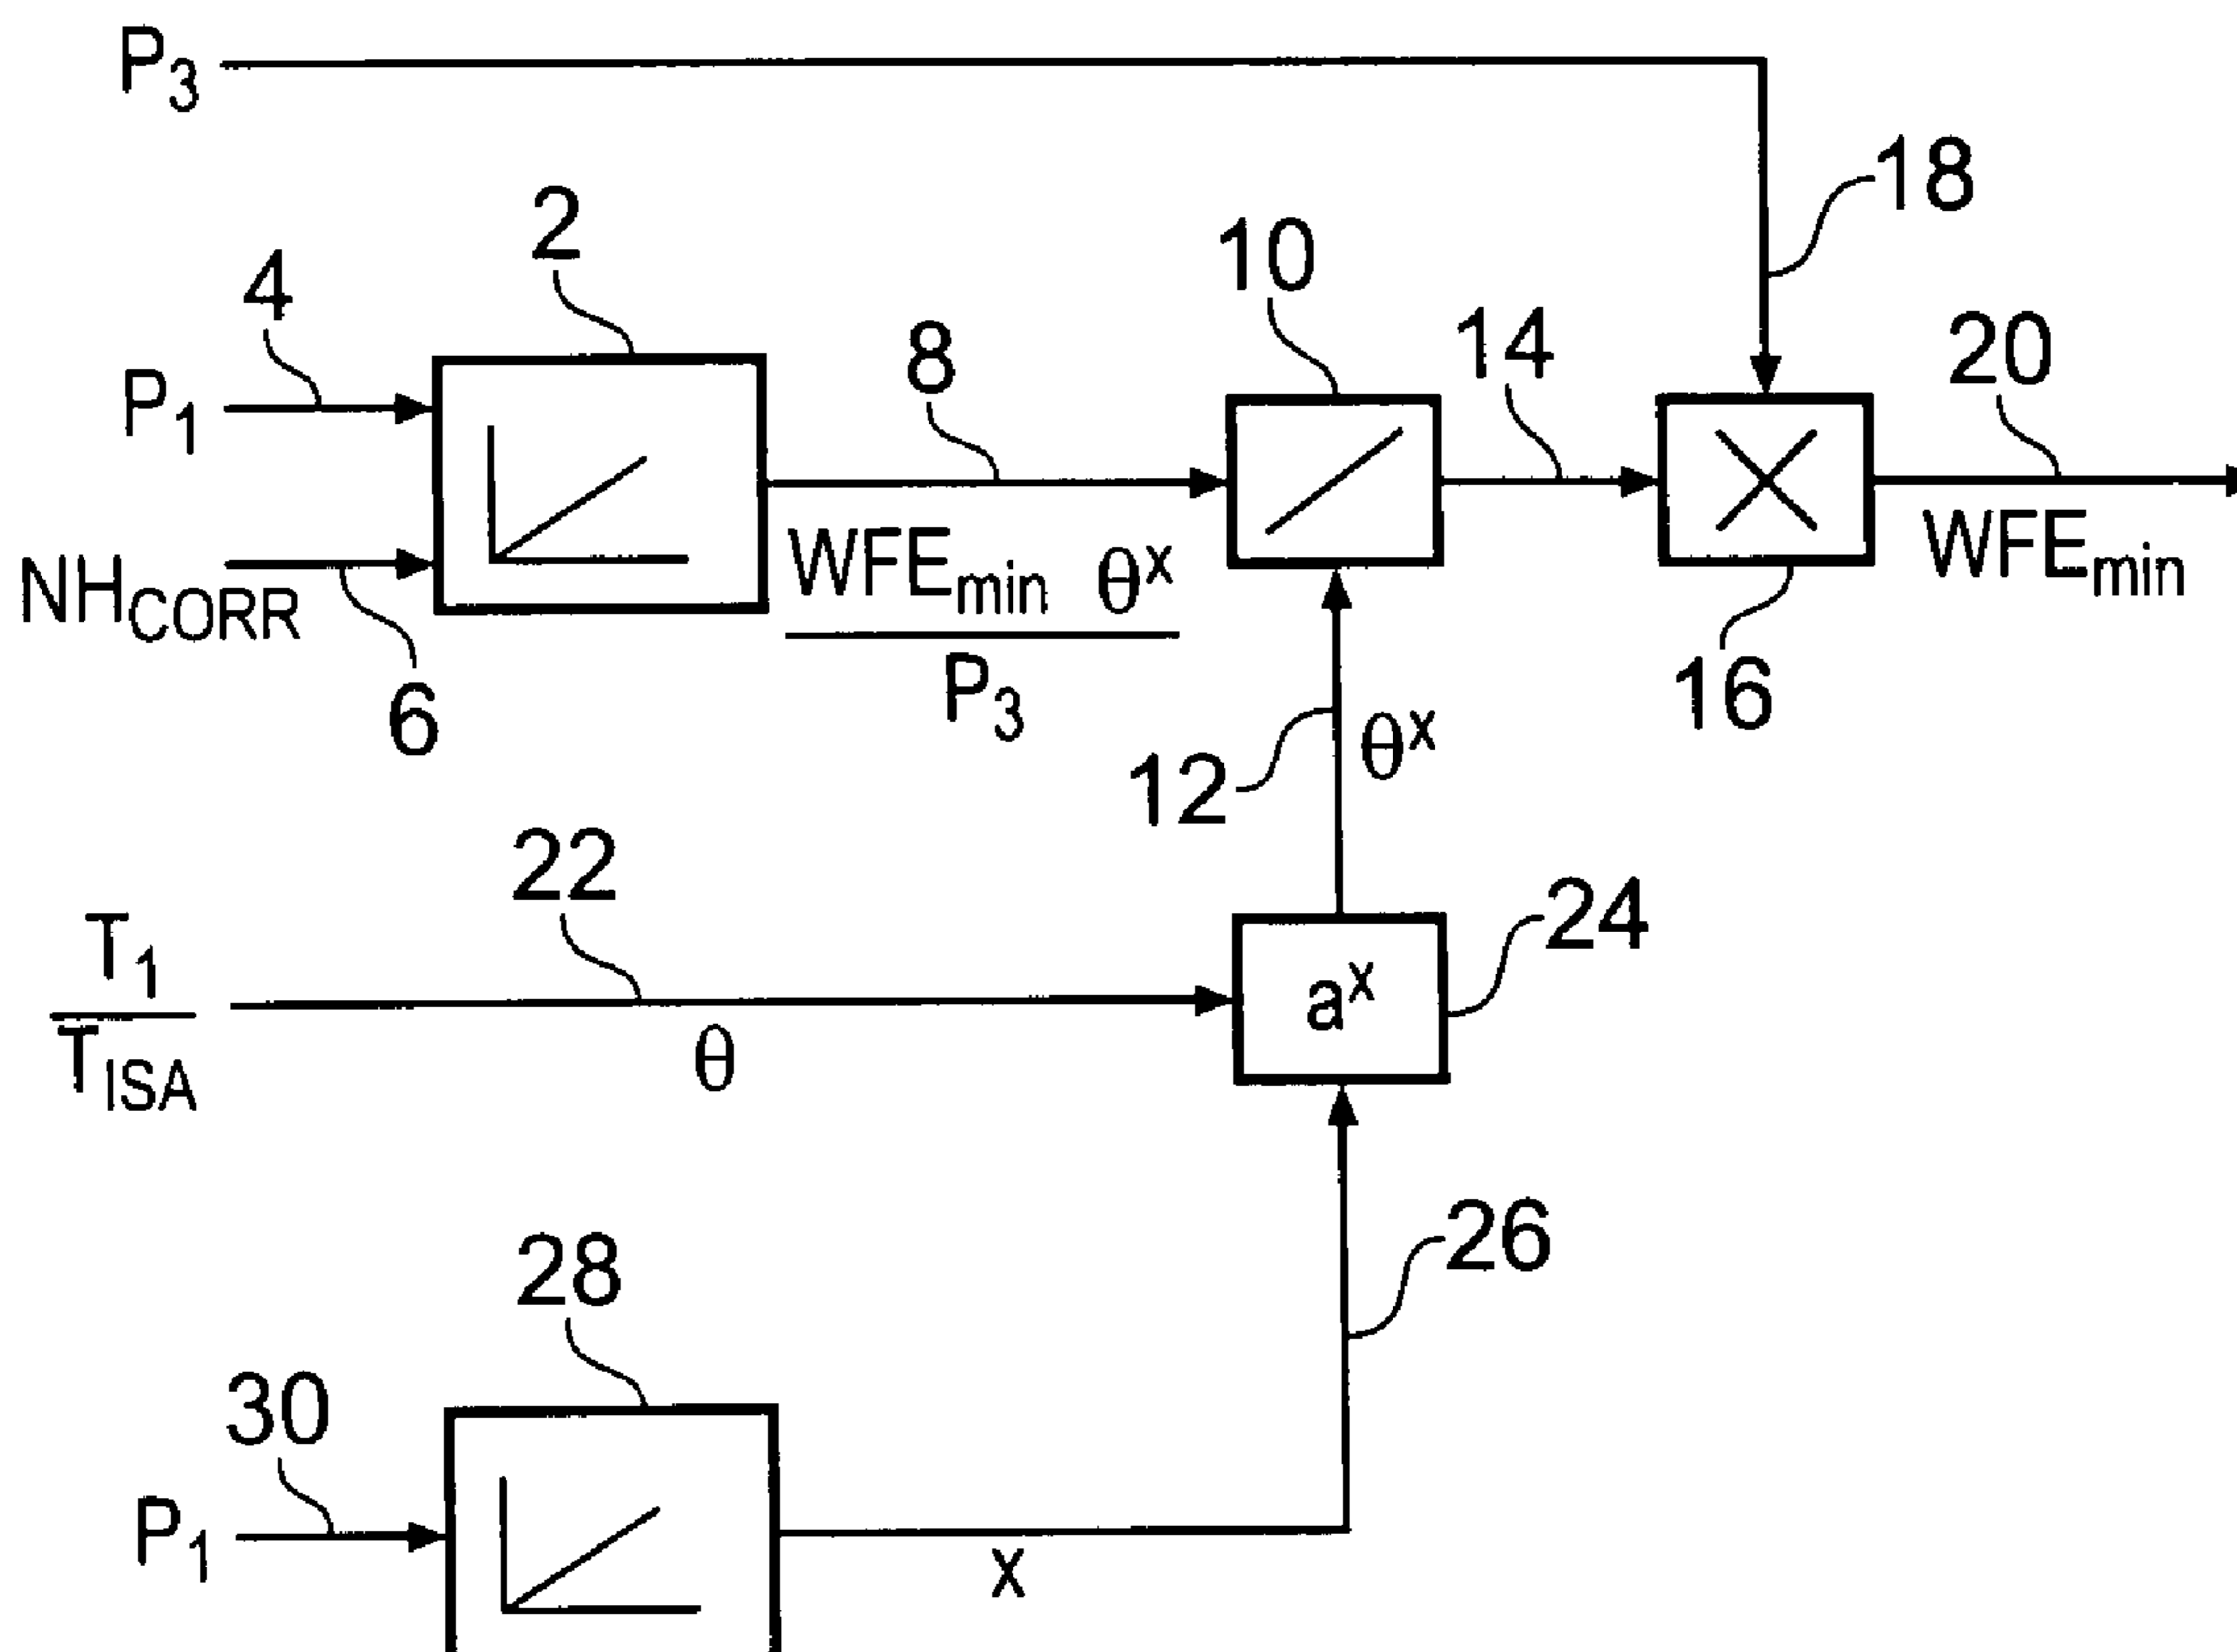 P3
18
2
10
4
8
14
20
P1
NHCORR
WFEmin θx
P3
WFEmin
6
16
12
θx
22
24
T1
TISA
θ
ax
26
28
30
P1
x